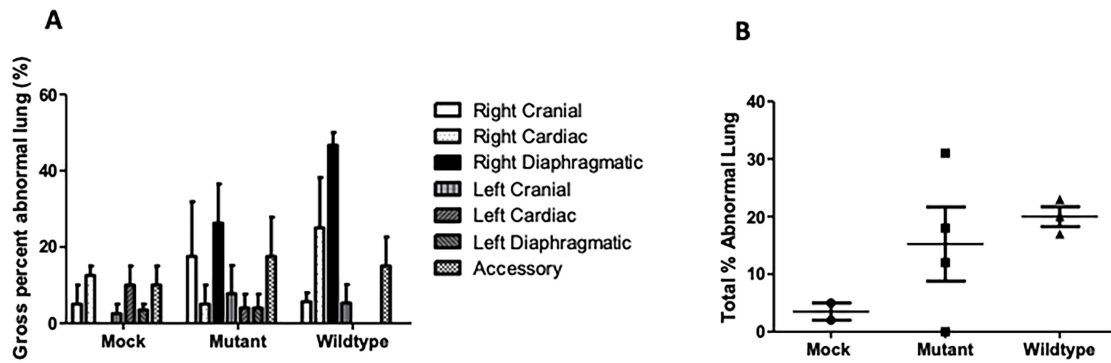 A
Gross percent abnormal lung (%)
60
40
20
0
Mock
Mutant
Wildtype
Right Cranial
Right Cardiac
Right Diaphragmatic
Left Cranial
Left Cardiac
Left Diaphragmatic
Accessory
B
Total % Abnormal Lung
40
30
20
10
0
Mock
Mutant
Wildtype